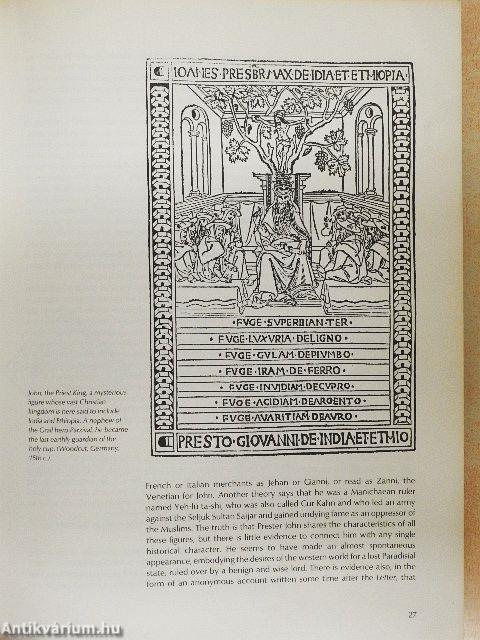 IOANES·PRESBR MAX·DE·IDIA·ET·ETHIOPIA
·FVGE·SVPERBIAN·TER·
·FVGE·LVXVRIA·DELIGNO·
·FVGE·GVLAM·DEPIVMBO·
·FVGE·IRAM·DE·FERRO·
·FVGE·INVIDIAM·DECVPRO·
·FVGE·ACIDIAM·DEARGENTO·
·FVGE·AVARITIAM·DEAVRO·
PRESTO·GIOVANNI·DE·INDIA·ET·ETHIO
John, the Priest King, a mysterious
figure whose vast Christian
kingdom is here said to include
India and Ethiopia. A nephew of
the Grail hero Parzival, he became
the last earthly guardian of the
holy cup. (Woodcut, Germany,
15th c.)
French or Italian merchants as Jehan or Gianni, or read as Zanni, the
Venetian for John. Another theory says that he was a Manichaean ruler
named Yeh-lü ta-shi, who was also called Gur Kahn and who led an army
against the Seljuk Sultan Saijar and gained undying fame as an oppressor of
the Muslims. The truth is that Prester John shares the characteristics of all
these figures, but there is little evidence to connect him with any single
historical character. He seems to have made an almost spontaneous
appearance, embodying the desires of the western world for a lost Paradisial
state, ruled over by a benign and wise lord. There is evidence also, in the
form of an anonymous account written some time after the Letter, that
27
Antikvárium.hu